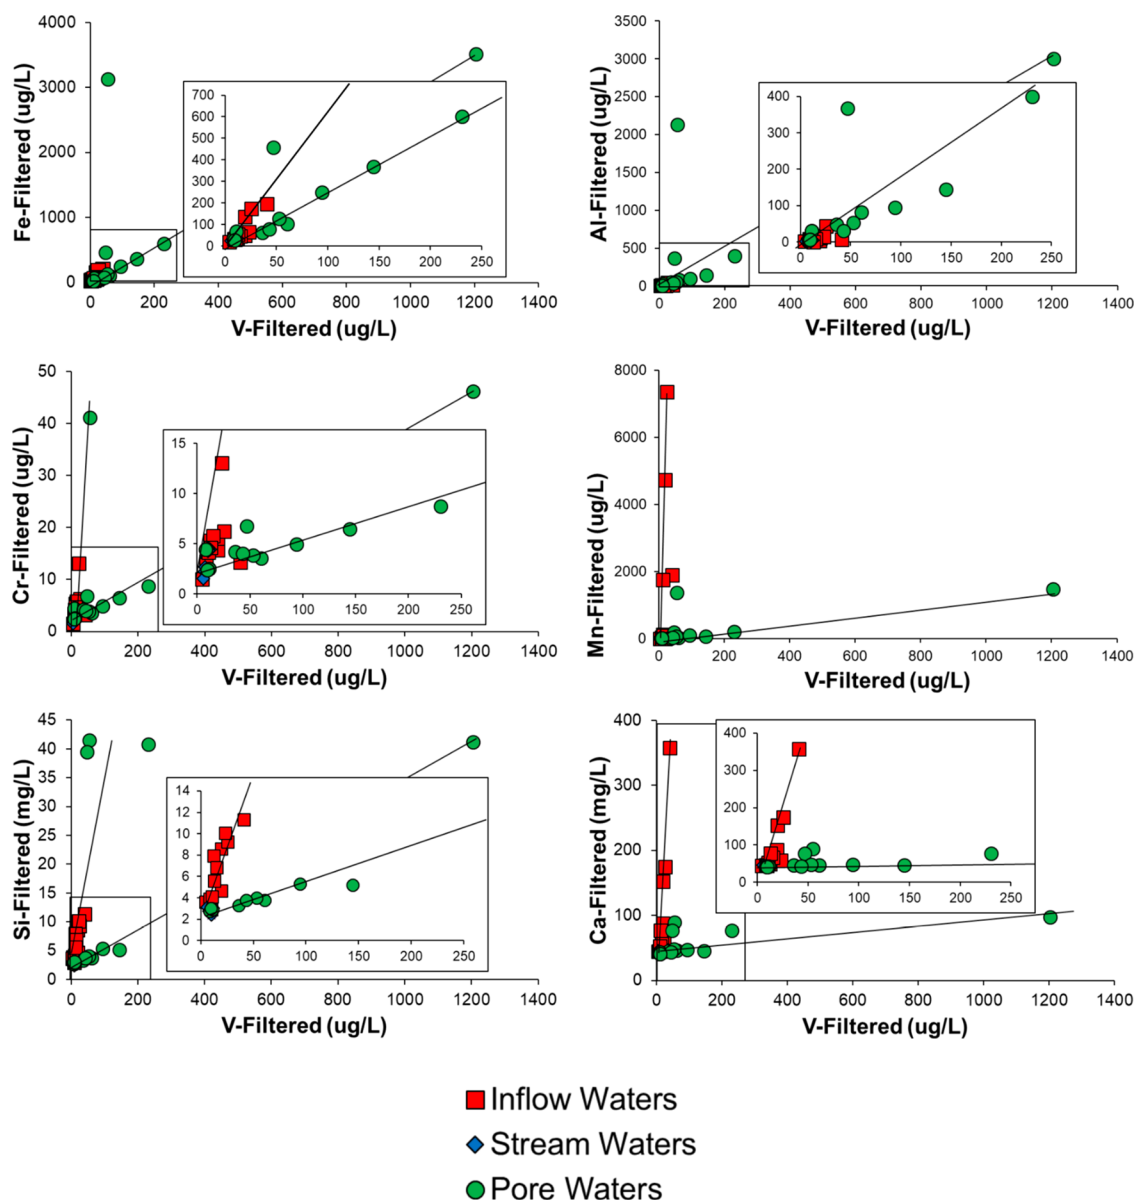 Fe-Filtered (ug/L)
4000
3000
2000
1000
0
700
600
500
400
300
200
100
0
0 50 100 150 200 250
0 200 400 600 800 1000 1200 1400
V-Filtered (ug/L)
Al-Filtered (ug/L)
3500
3000
2500
2000
1500
1000
500
0
400
300
200
100
0
0 50 100 150 200 250
0 200 400 600 800 1000 1200 1400
V-Filtered (ug/L)
Cr-Filtered (ug/L)
50
40
30
20
10
0
15
10
5
0
0 50 100 150 200 250
0 200 400 600 800 1000 1200 1400
V-Filtered (ug/L)
Mn-Filtered (ug/L)
8000
6000
4000
2000
0
0 200 400 600 800 1000 1200 1400
V-Filtered (ug/L)
Si-Filtered (mg/L)
45
40
35
30
25
20
15
10
5
0
14
12
10
8
6
4
2
0
0 50 100 150 200 250
0 200 400 600 800 1000 1200 1400
V-Filtered (ug/L)
Ca-Filtered (mg/L)
400
300
200
100
0
400
300
200
100
0
0 50 100 150 200 250
0 200 400 600 800 1000 1200 1400
V-Filtered (ug/L)
Inflow Waters
Stream Waters
Pore Waters